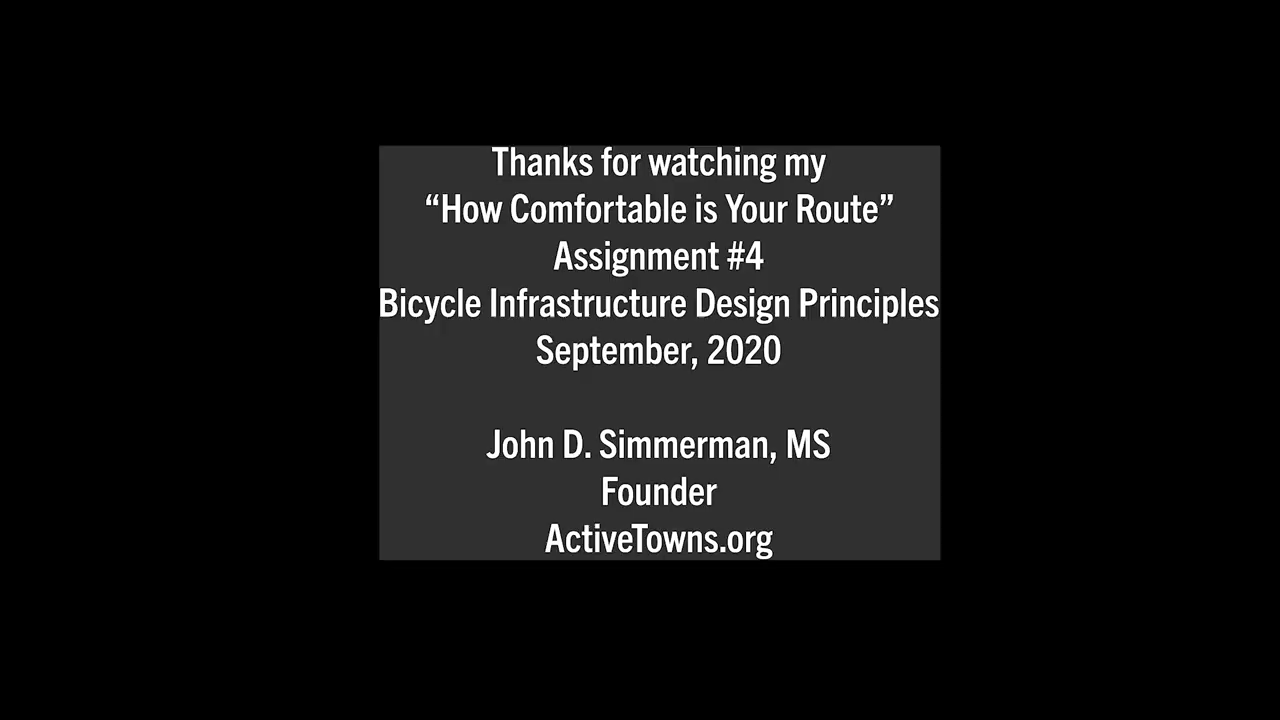 Thanks for watching my
“How Comfortable is Your Route”
Assignment #4
Bicycle Infrastructure Design Principles
September, 2020
John D. Simmerman, MS
Founder
ActiveTowns.org